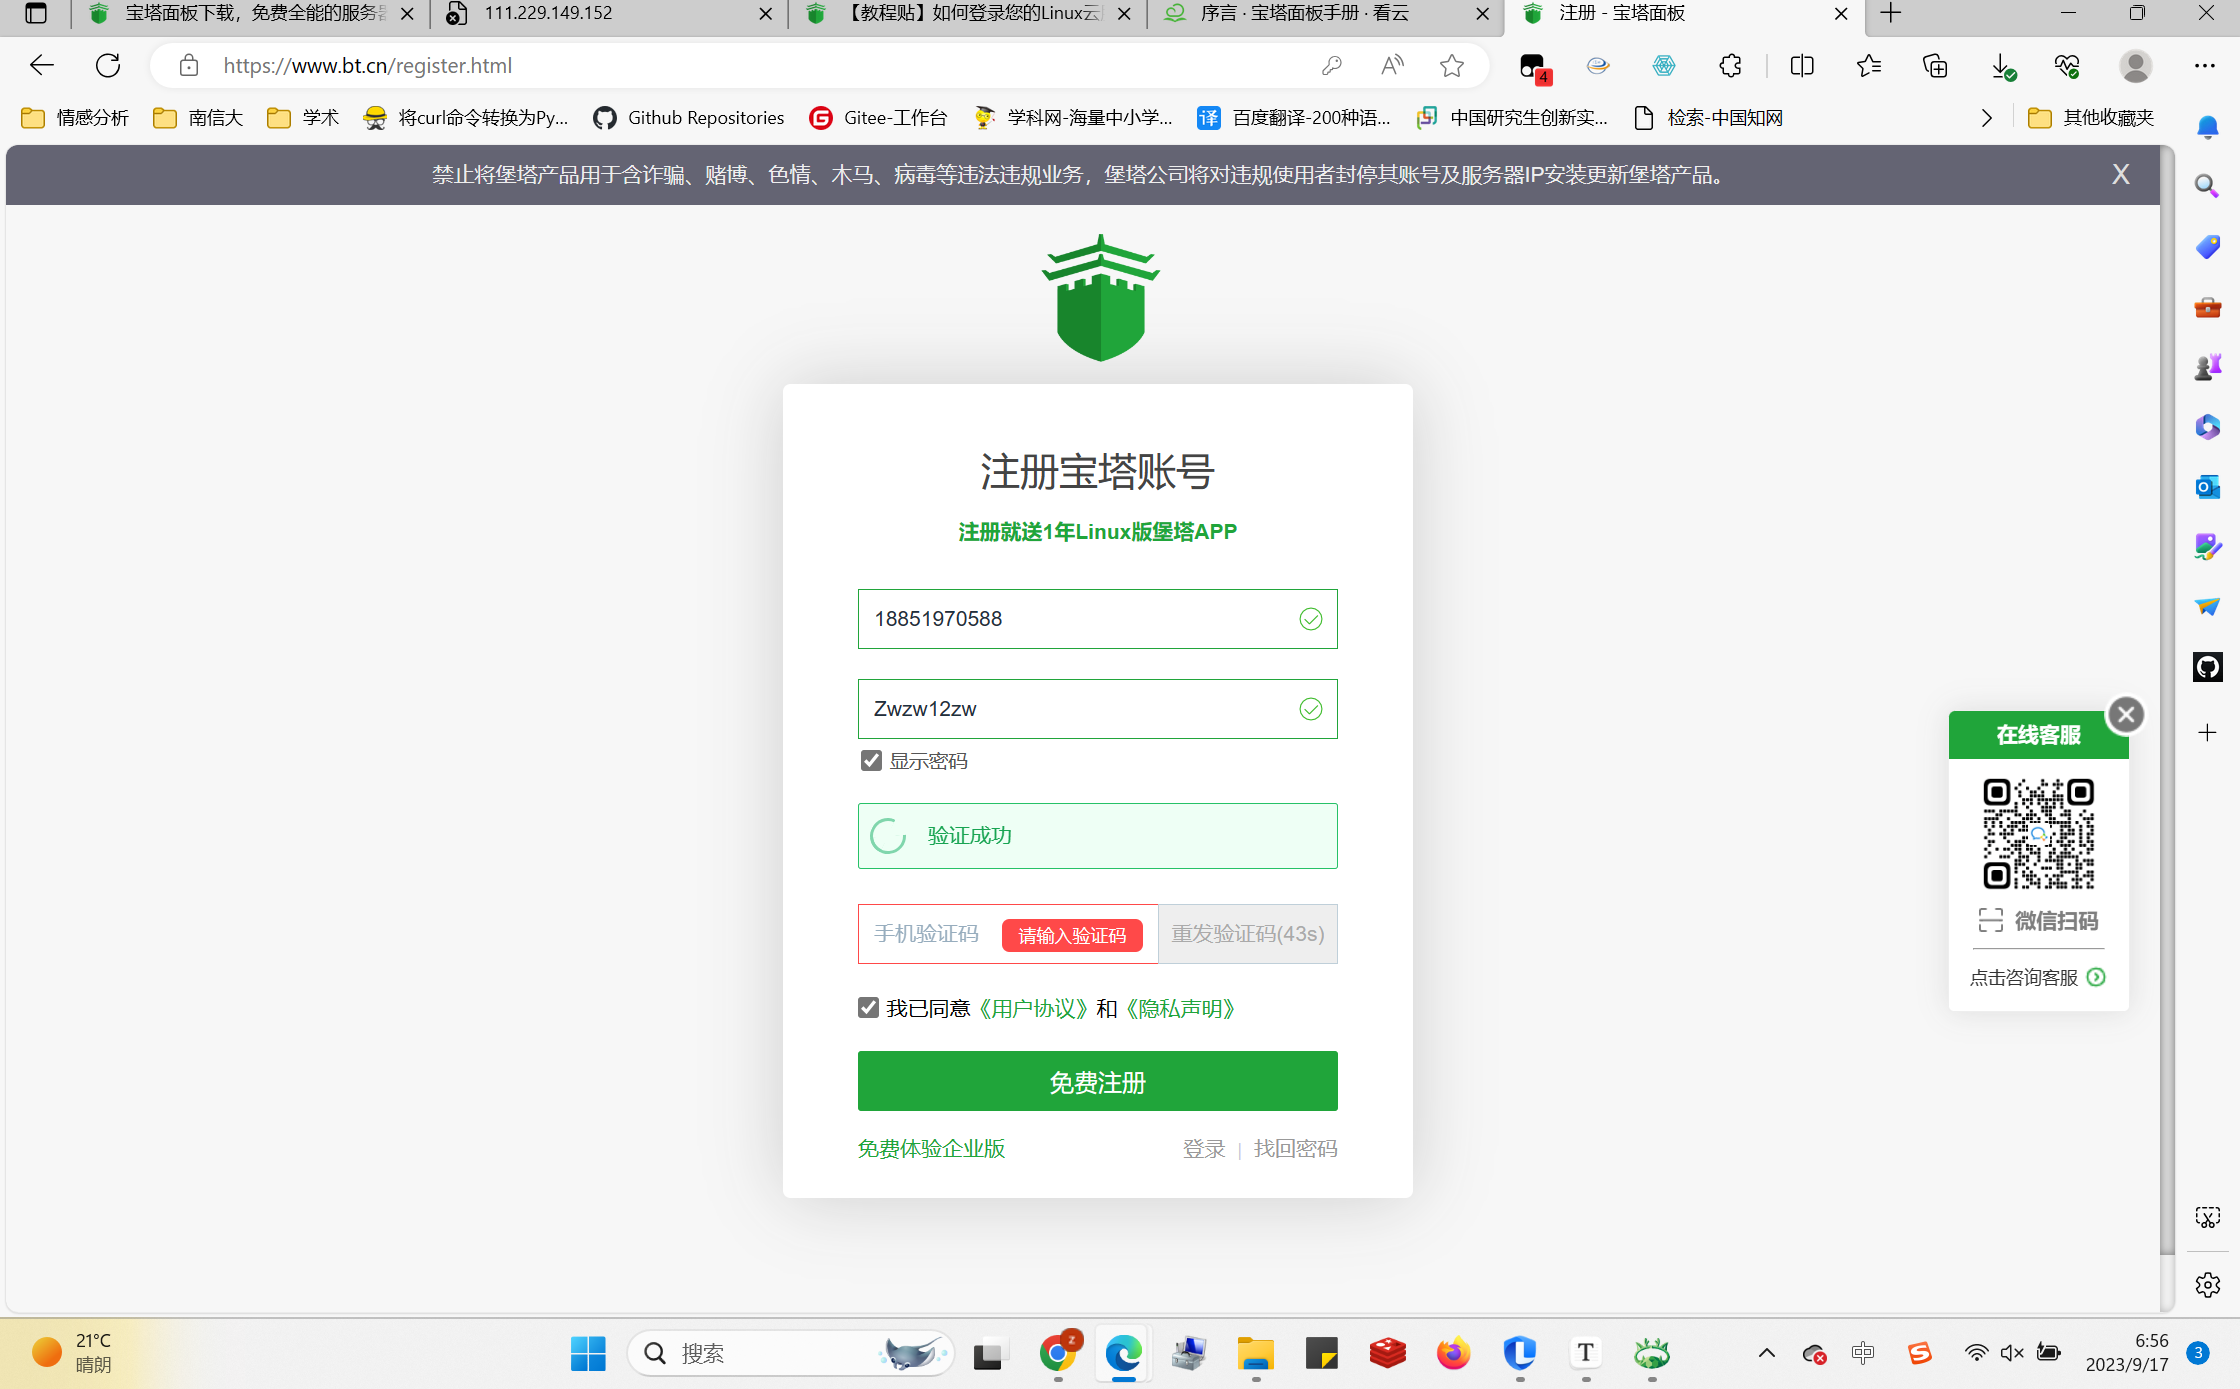 宝塔面板下载，免费全能的服务器
111.229.149.152
【教程贴】如何登录您的Linux云
序言 · 宝塔面板手册 · 看云
注册 - 宝塔面板
https://www.bt.cn/register.html
4
情感分析
南信大
学术
将curl命令转换为Py...
Github Repositories
Gitee-工作台
学科网-海量中小学...
百度翻译-200种语...
中国研究生创新实...
检索-中国知网
其他收藏夹
禁止将堡塔产品用于含诈骗、赌博、色情、木马、病毒等违法违规业务，堡塔公司将对违规使用者封停其账号及服务器IP安装更新堡塔产品。
X
注册宝塔账号
注册就送1年Linux版堡塔APP
18851970588
Zwzw12zw
显示密码
验证成功
手机验证码
请输入验证码
重发验证码(43s)
我已同意《用户协议》和《隐私声明》
免费注册
免费体验企业版
登录 | 找回密码
在线客服
微信扫码
点击咨询客服
21°C
晴朗
搜索
中
6:56
2023/9/17
3